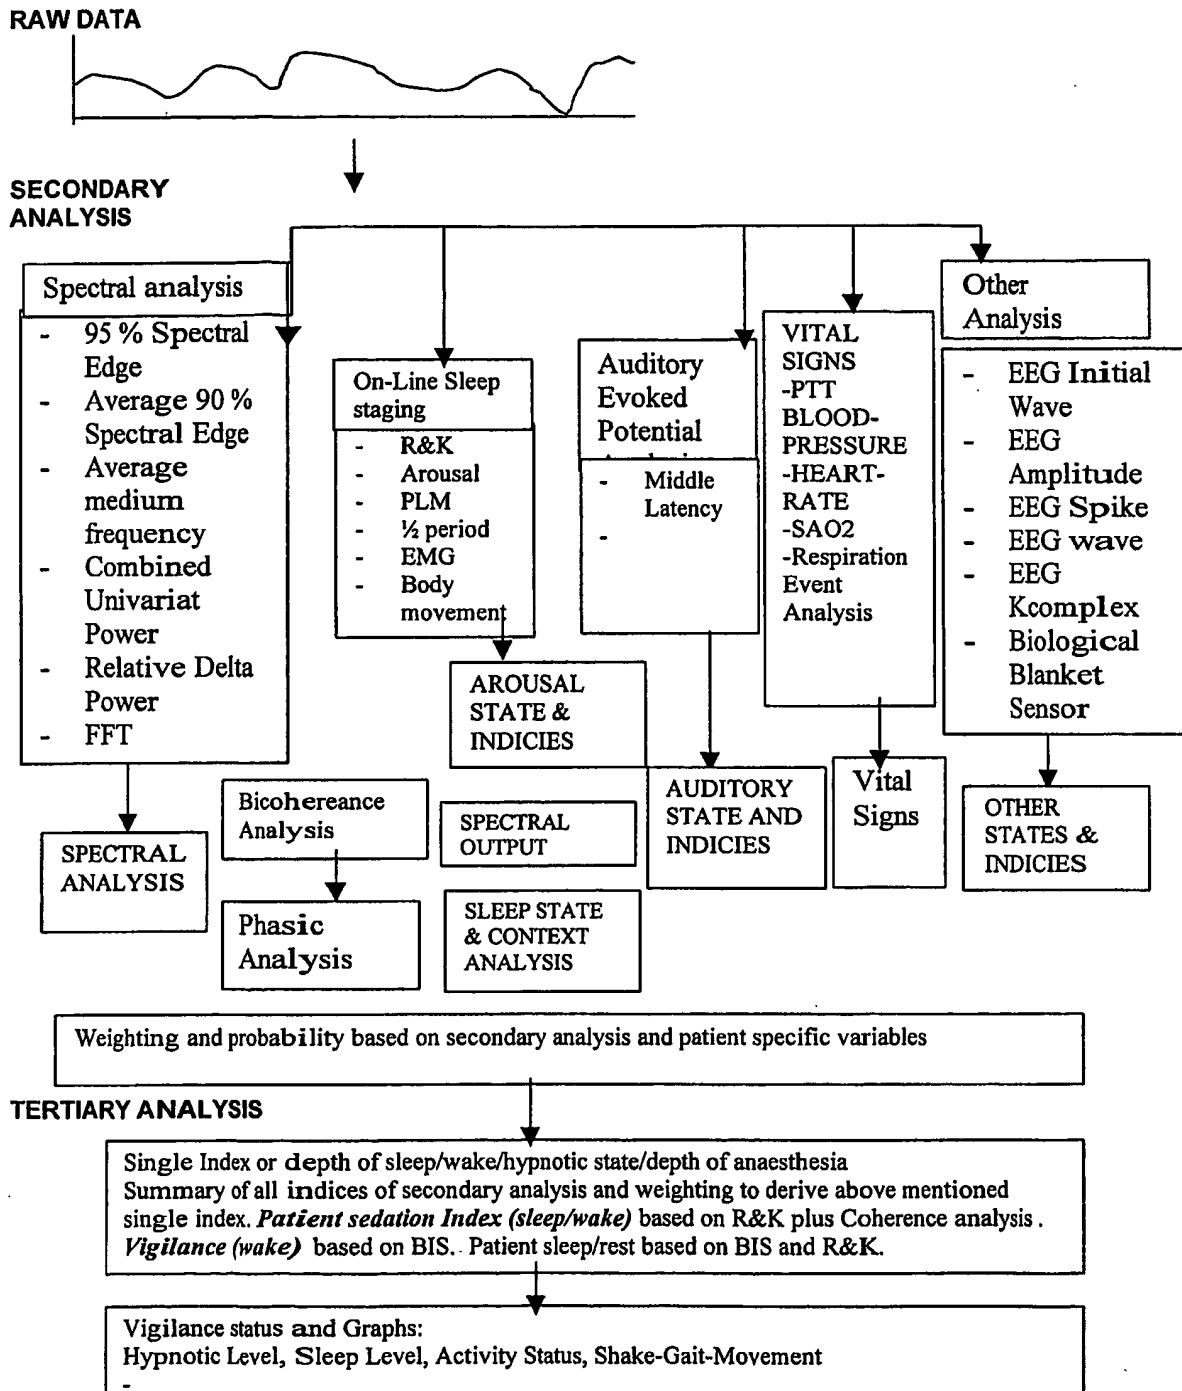 RAW DATA
SECONDARY
ANALYSIS
Spectral analysis
- 95 % Spectral
Edge
- Average 90 %
Spectral Edge
- Average
medium
frequency
- Combined
Univariat
Power
- Relative Delta
Power
- FFT
SPECTRAL
ANALYSIS
Bicohereance
Analysis
Phasic
Analysis
On-Line Sleep
staging
- R&K
- Arousal
- PLM
- ½ period
- EMG
- Body
movement
AROUSAL
STATE &
INDICIES
SPECTRAL
OUTPUT
SLEEP STATE
& CONTEXT
ANALYSIS
Auditory
Evoked
Potential
- Middle
Latency
-
AUDITORY
STATE AND
INDICIES
VITAL
SIGNS
-PTT
BLOOD-
PRESSURE
-HEART-
RATE
-SAO2
-Respiration
Event
Analysis
Vital
Signs
Other
Analysis
- EEG Initial
Wave
- EEG
Amplitude
- EEG Spike
- EEG wave
- EEG
Kcomplex
- Biological
Blanket
Sensor
OTHER
STATES &
INDICIES
Weighting and probability based on secondary analysis and patient specific variables
TERTIARY ANALYSIS
Single Index or depth of sleep/wake/hypnotic state/depth of anaesthesia
Summary of all indices of secondary analysis and weighting to derive above mentioned
single index. Patient sedation Index (sleep/wake) based on R&K plus Coherence analysis .
Vigilance (wake) based on BIS. Patient sleep/rest based on BIS and R&K.
Vigilance status and Graphs:
Hypnotic Level, Sleep Level, Activity Status, Shake-Gait-Movement
-